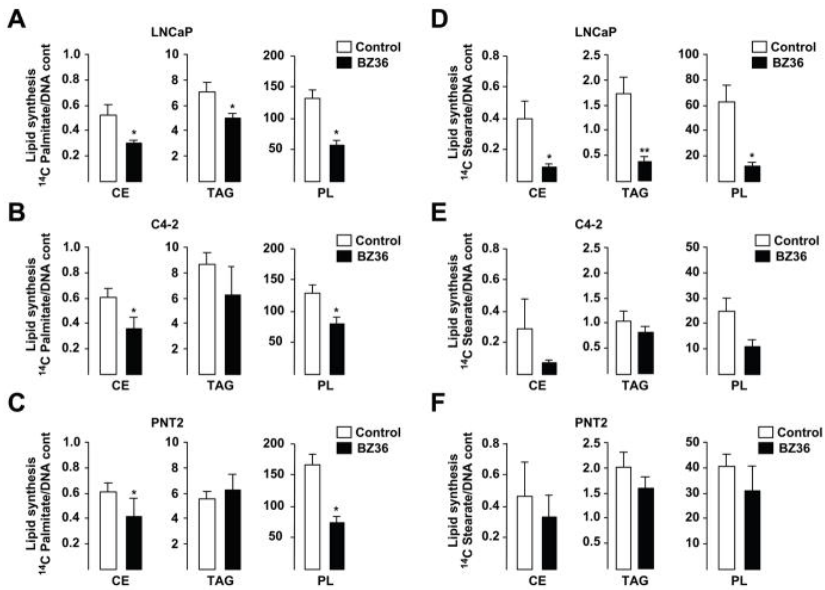 A
LNCaP
Control
BZ36
Lipid synthesis
14C Palmitate/DNA cont
1.0
0.8
0.6
0.4
0.2
*
CE
10
8
6
4
2
*
TAG
200
150
100
50
*
PL
B
C4-2
Control
BZ36
Lipid synthesis
14C Palmitate/DNA cont
1.0
0.8
0.6
0.4
0.2
*
CE
10
8
6
4
2
TAG
200
150
100
50
*
PL
C
PNT2
Control
BZ36
Lipid synthesis
14C Palmitate/DNA cont
1.0
0.8
0.6
0.4
0.2
*
CE
10
8
6
4
2
TAG
200
150
100
50
*
PL
D
LNCaP
Control
BZ36
Lipid synthesis
14C Stearate/DNA cont
0.8
0.6
0.4
0.2
*
CE
2.5
2.0
1.5
1.0
0.5
**
TAG
100
80
60
40
20
*
PL
E
C4-2
Control
BZ36
Lipid synthesis
14C Stearate/DNA cont
0.8
0.6
0.4
0.2
CE
2.5
2.0
1.5
1.0
0.5
TAG
50
40
30
20
10
PL
F
PNT2
Control
BZ36
Lipid synthesis
14C Stearate/DNA cont
0.8
0.6
0.4
0.2
CE
2.5
2.0
1.5
1.0
0.5
TAG
50
40
30
20
10
PL